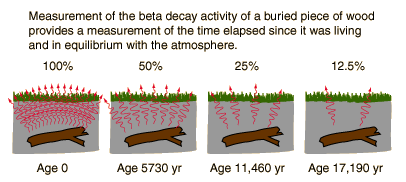 Measurement of the beta decay activity of a buried piece of wood
provides a measurement of the time elapsed since it was living
and in equilibrium with the atmosphere.
100% 50% 25% 12.5%
Age 0 Age 5730 yr Age 11,460 yr Age 17,190 yr